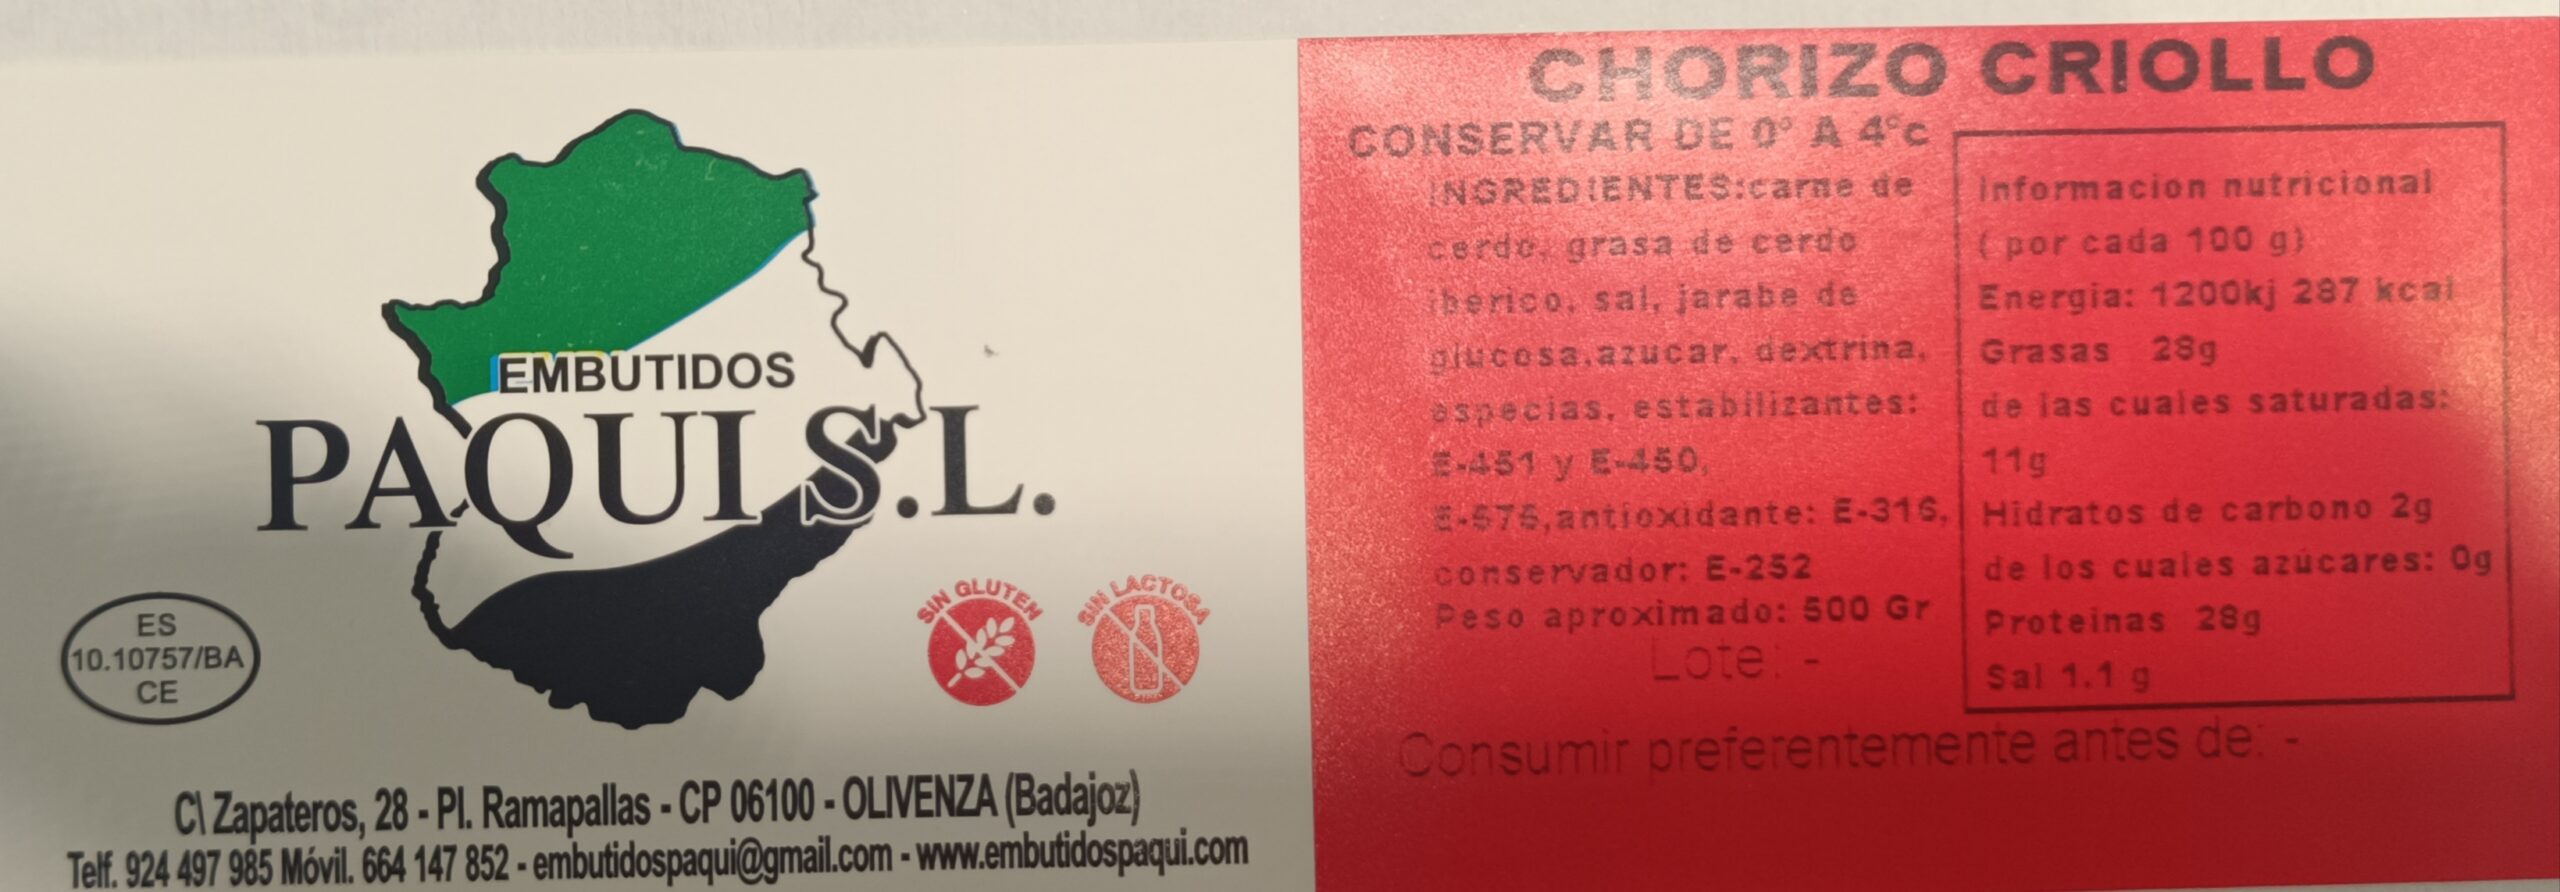 EMBUTIDOS
PAQUI S.L.
ES
10.10757/BA
CE
SIN GLUTEN
SIN LACTOSA
C\ Zapateros, 28 - Pl. Ramapallas - CP 06100 - OLIVENZA (Badajoz)
Telf. 924 497 985 Móvil. 664 147 852 - embutidospaqui@gmail.com - www.embutidospaqui.com
CHORIZO CRIOLLO
CONSERVAR DE 0º A 4ºc
INGREDIENTES:carne de
cerdo, grasa de cerdo
iberico, sal, jarabe de
glucosa,azucar, dextrina,
especias, estabilizantes:
E-451 y E-450,
E-575,antioxidante: E-316,
conservador: E-252
Peso aproximado: 500 Gr
Lote: -
Consumir preferentemente antes de: -
Informacion nutricional
( por cada 100 g)
Energia: 1200kj 287 kcal
Grasas 28g
de las cuales saturadas:
11g
Hidratos de carbono 2g
de los cuales azúcares: 0g
Proteinas 28g
Sal 1.1 g